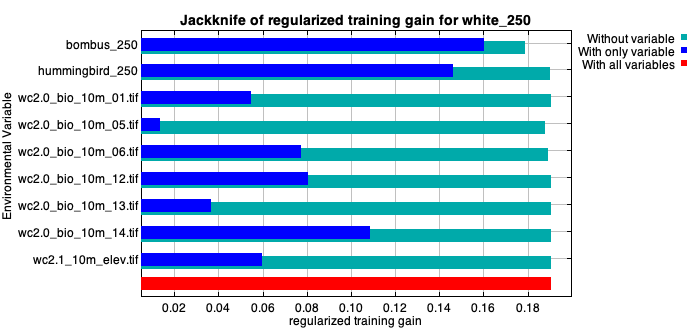 Jackknife of regularized training gain for white_250
Without variable
With only variable
With all variables
Environmental Variable
bombus_250
hummingbird_250
wc2.0_bio_10m_01.tif
wc2.0_bio_10m_05.tif
wc2.0_bio_10m_06.tif
wc2.0_bio_10m_12.tif
wc2.0_bio_10m_13.tif
wc2.0_bio_10m_14.tif
wc2.1_10m_elev.tif
0.02 0.04 0.06 0.08 0.10 0.12 0.14 0.16 0.18
regularized training gain